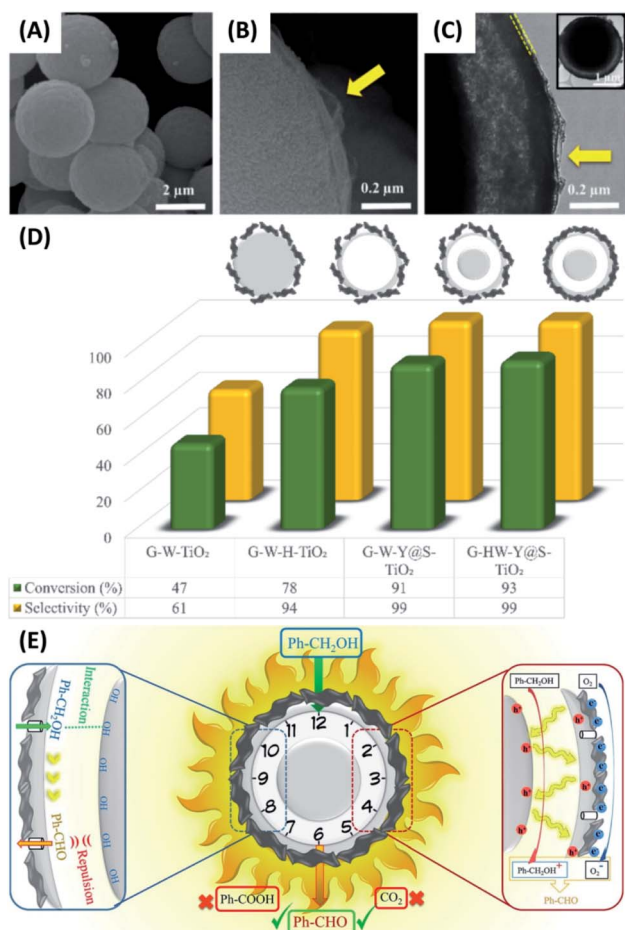 (A)
2 µm
(B)
0.2 µm
(C)
1 µm
0.2 µm
(D)
100
80
60
40
20
0
G-W-TiO₂ G-W-H-TiO₂ G-W-Y@S-TiO₂ G-HW-Y@S-TiO₂
Conversion (%) 47 78 91 93
Selectivity (%) 61 94 99 99
(E)
Ph-CH₂OH
Interaction
Ph-CH₂OH
OH
OH
OH
OH
OH
OH
Ph-CHO
Repulsion
12
1
2
3
4
5
6
7
8
9
10
11
Ph-COOH
CO₂
Ph-CHO
Ph-CH₂OH
O₂
h⁺
h⁺
h⁺
h⁺
h⁺
h⁺
h⁺
e⁻
e⁻
e⁻
e⁻
e⁻
e⁻
e⁻
Ph-CH₂OH⁺
O₂⁻
Ph-CHO